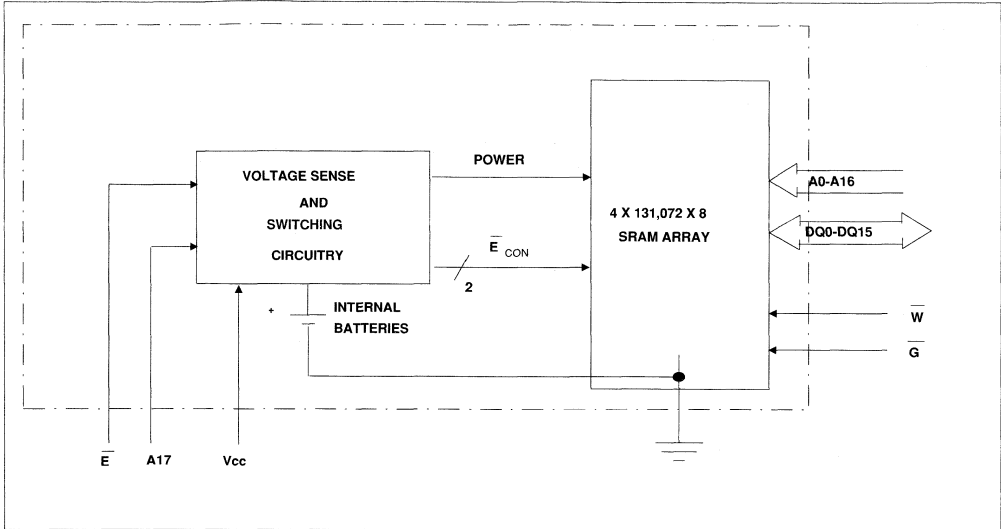 VOLTAGE SENSE
AND
SWITCHING
CIRCUITRY
POWER
E̅ CON
2
+
INTERNAL
BATTERIES
4 X 131,072 X 8
SRAM ARRAY
A0-A16
DQ0-DQ15
W̅
G̅
E̅
A17
Vcc